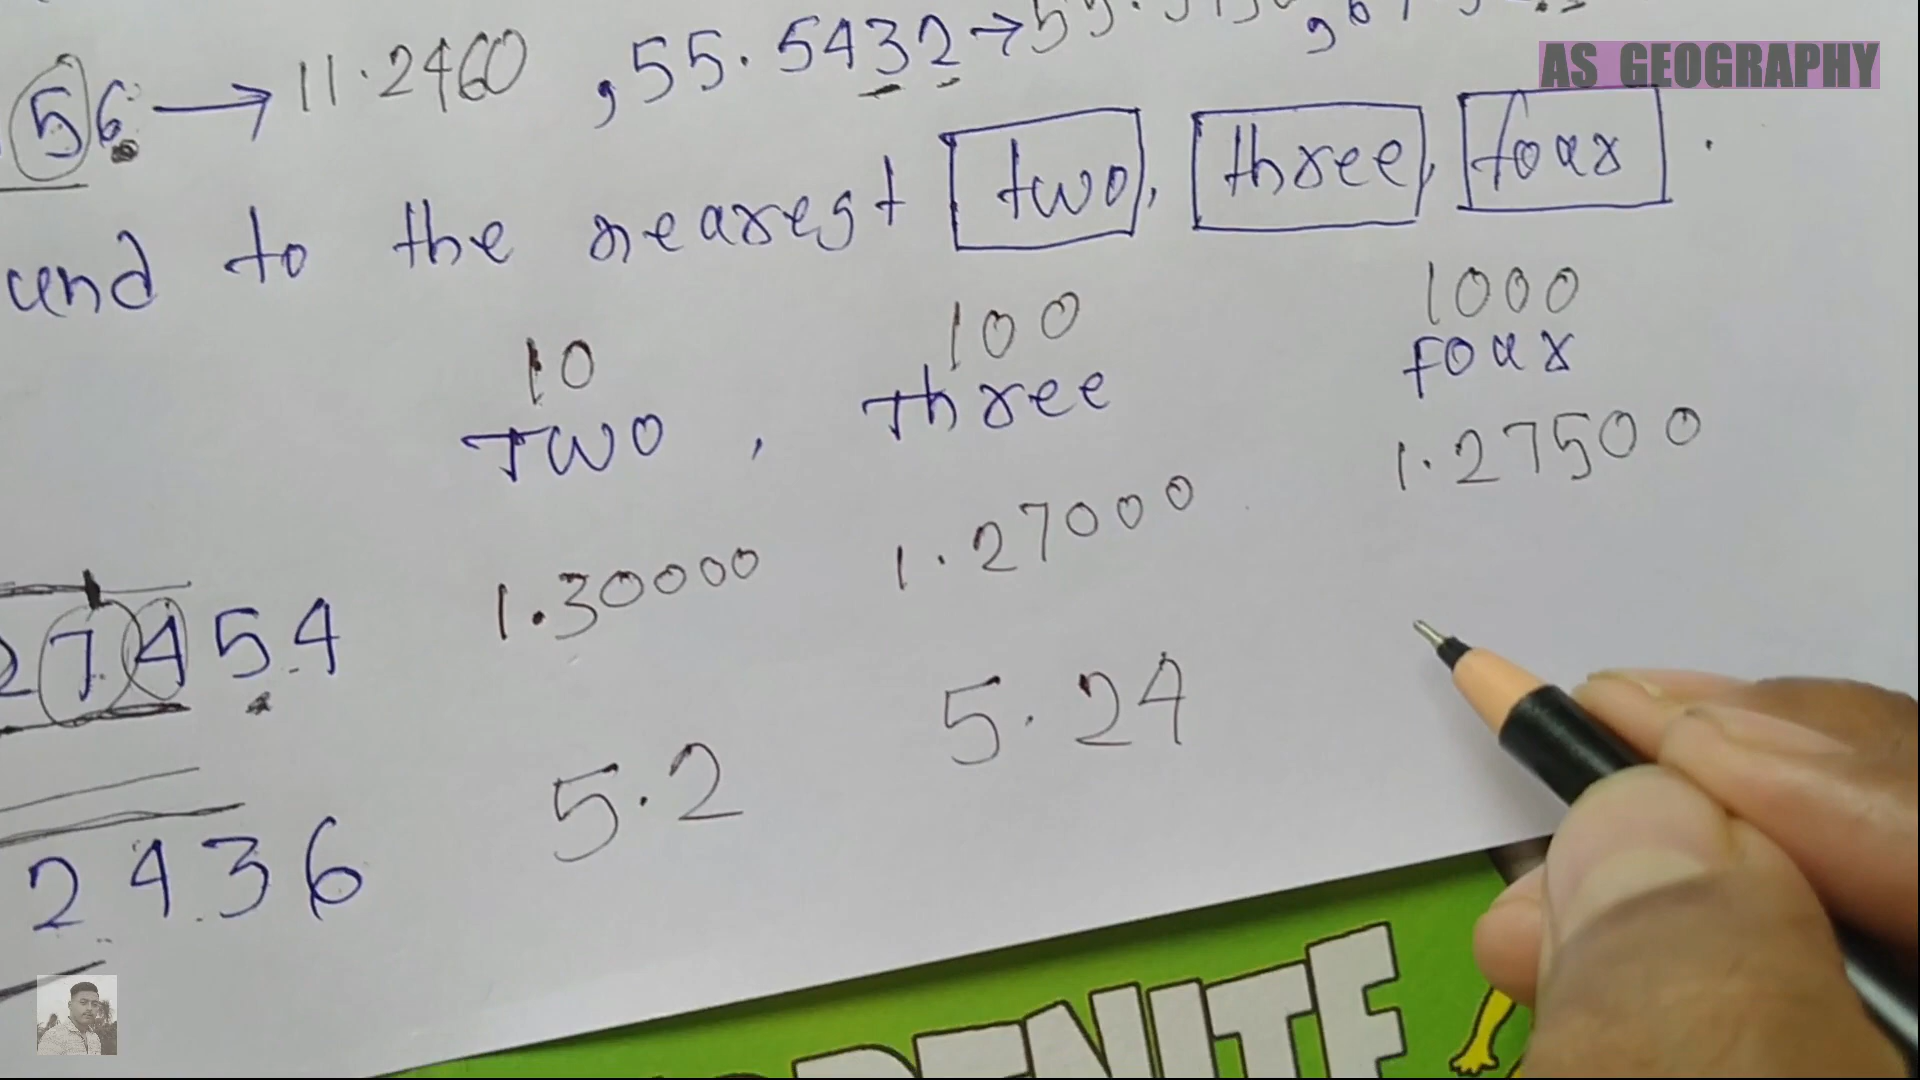 56 → 11.2460 , 55.5432 →
AS GEOGRAPHY
und to the nearest two, three, four .
10 100 1000
TWO , Three Four
27454 1.30000 1.27000 1.27500
2436 5.2 5.24